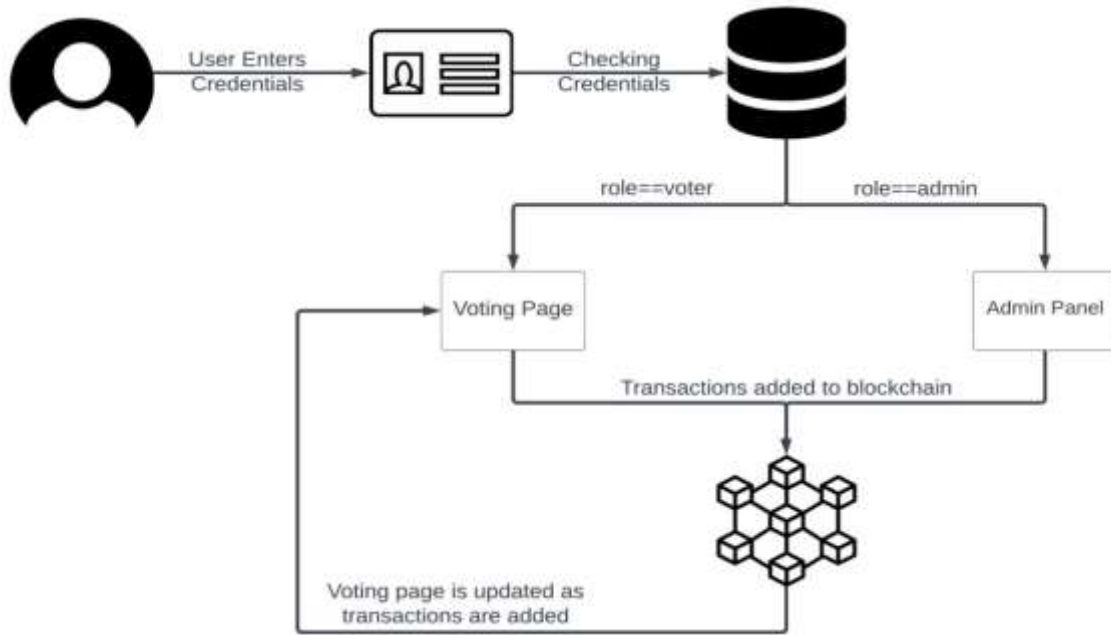 User Enters
Credentials
Checking
Credentials
role==voter
role==admin
Voting Page
Admin Panel
Transactions added to blockchain
Voting page is updated as
transactions are added